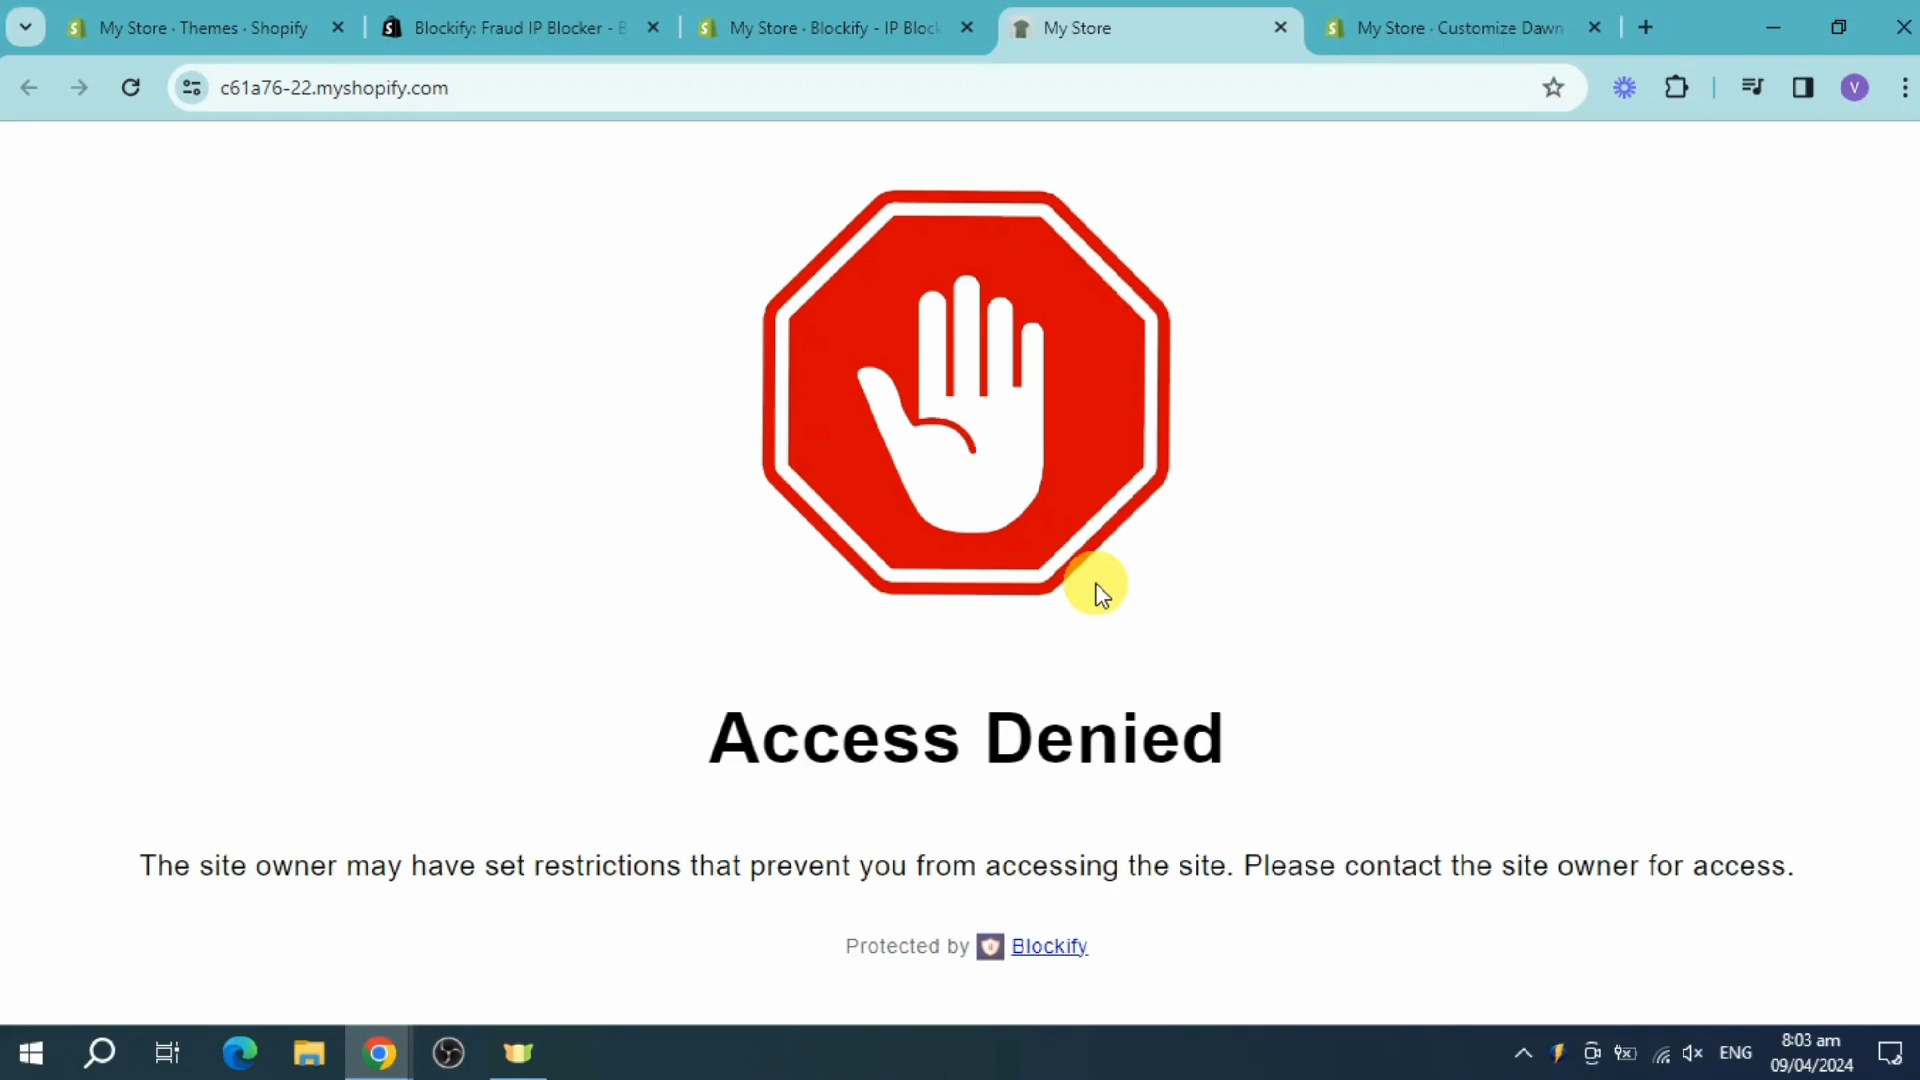 My Store · Themes · Shopify
Blockify: Fraud IP Blocker - B
My Store · Blockify - IP Block
My Store
My Store · Customize Dawn
c61a76-22.myshopify.com
V
Access Denied
The site owner may have set restrictions that prevent you from accessing the site. Please contact the site owner for access.
Protected by Blockify
ENG
8:03 am
09/04/2024